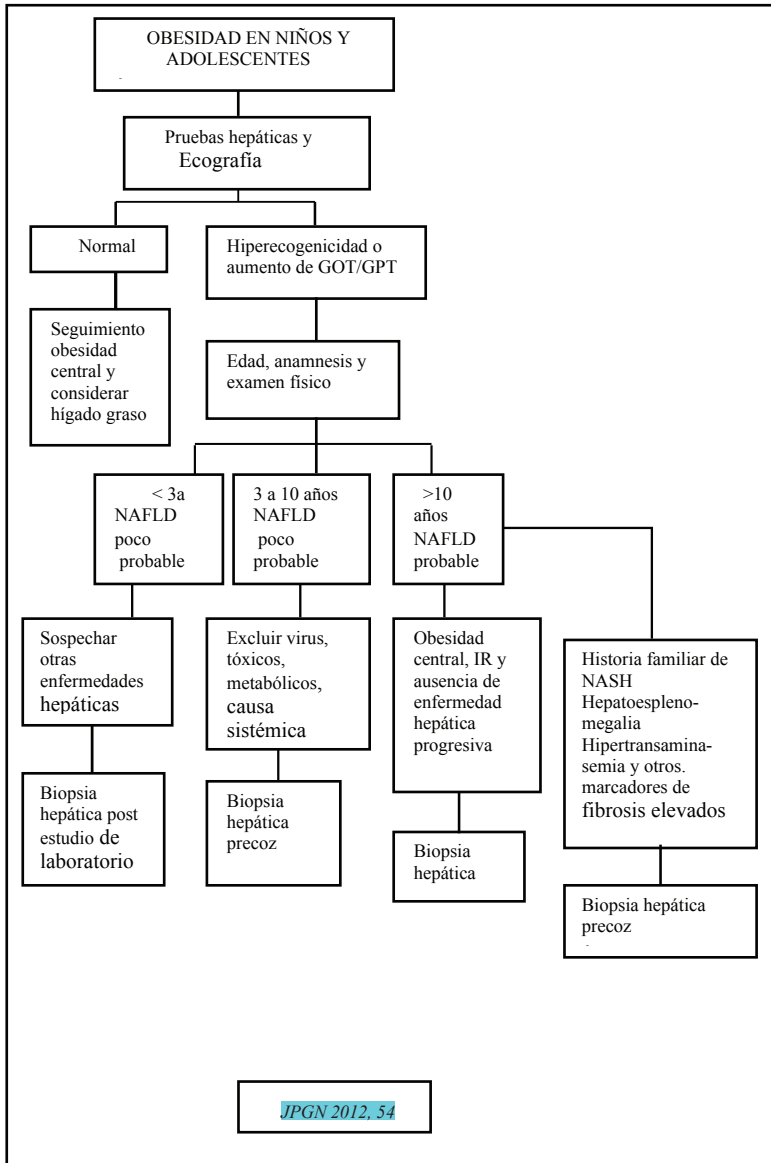 OBESIDAD EN NIÑOS Y
ADOLESCENTES
Pruebas hepáticas y
Ecografía
Normal
Hiperecogenicidad o
aumento de GOT/GPT
Seguimiento
obesidad
central y
considerar
hígado graso
Edad, anamnesis y
examen físico
< 3a
NAFLD
poco
probable
3 a 10 años
NAFLD
poco
probable
>10
años
NAFLD
probable
Sospechar
otras
enfermedades
hepáticas
Excluir virus,
tóxicos,
metabólicos,
causa
sistémica
Obesidad
central, IR y
ausencia de
enfermedad
hepática
progresiva
Historia familiar de
NASH
Hepatoespleno-
megalia
Hipertransamina-
semia y otros.
marcadores de
fibrosis elevados
Biopsia
hepática post
estudio de
laboratorio
Biopsia
hepática
precoz
Biopsia
hepática
Biopsia hepática
precoz
JPGN 2012, 54